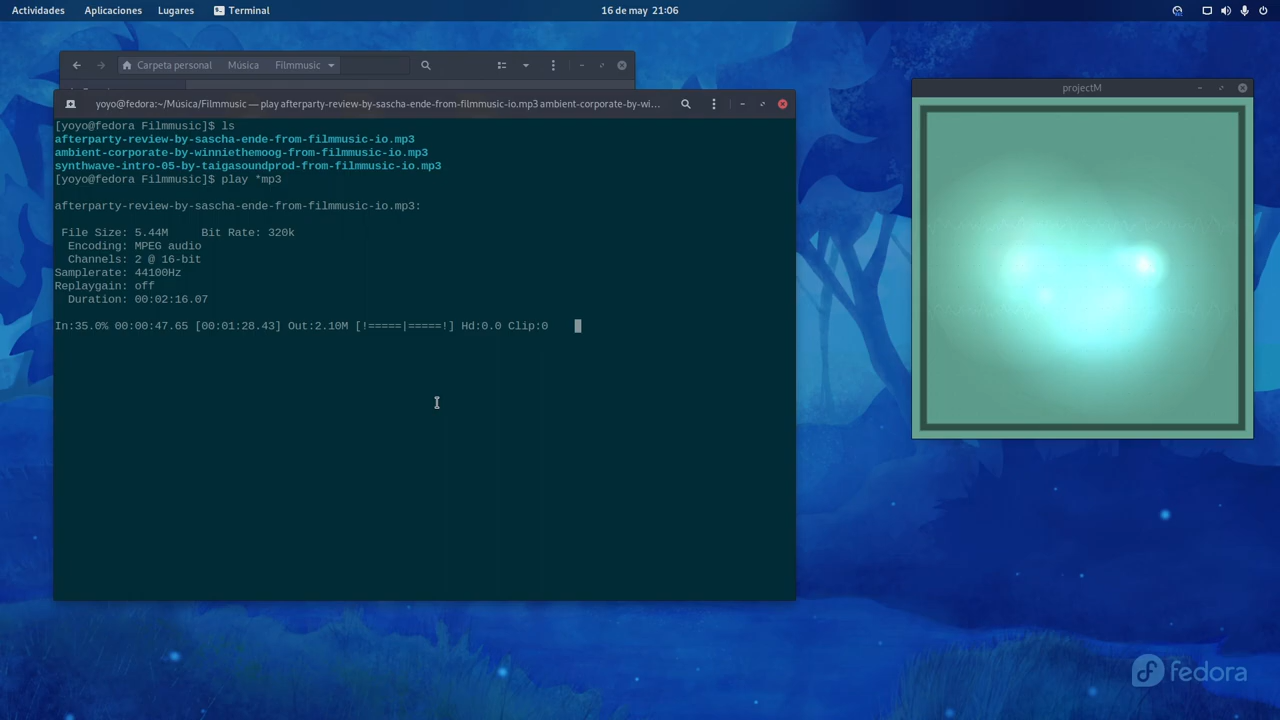 Actividades Aplicaciones Lugares Terminal 16 de may 21:06
Carpeta personal Música Filmmusic
projectM
yoyo@fedora:~/Música/Filmmusic — play afterparty-review-by-sascha-ende-from-filmmusic-io.mp3 ambient-corporate-by-wi...
[yoyo@fedora Filmmusic]$ ls
afterparty-review-by-sascha-ende-from-filmmusic-io.mp3
ambient-corporate-by-winniethemoog-from-filmmusic-io.mp3
synthwave-intro-05-by-taigasoundprod-from-filmmusic-io.mp3
[yoyo@fedora Filmmusic]$ play *mp3
afterparty-review-by-sascha-ende-from-filmmusic-io.mp3:
File Size: 5.44M Bit Rate: 320k
Encoding: MPEG audio
Channels: 2 @ 16-bit
Samplerate: 44100Hz
Replaygain: off
Duration: 00:02:16.07
In:35.0% 00:00:47.65 [00:01:28.43] Out:2.10M [!=====|=====!] Hd:0.0 Clip:0
fedora